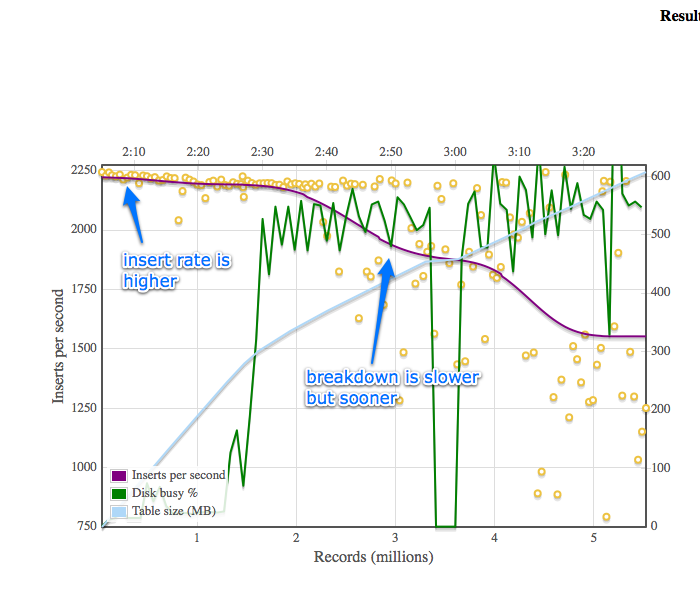 Resul
2:10 2:20 2:30 2:40 2:50 3:00 3:10 3:20
2250 600
2000 500
insert rate is
higher
1750 400
Inserts per second
1500 300
breakdown is slower
but sooner
1250 200
1000 100
Inserts per second
Disk busy %
Table size (MB)
750 0
1 2 3 4 5
Records (millions)